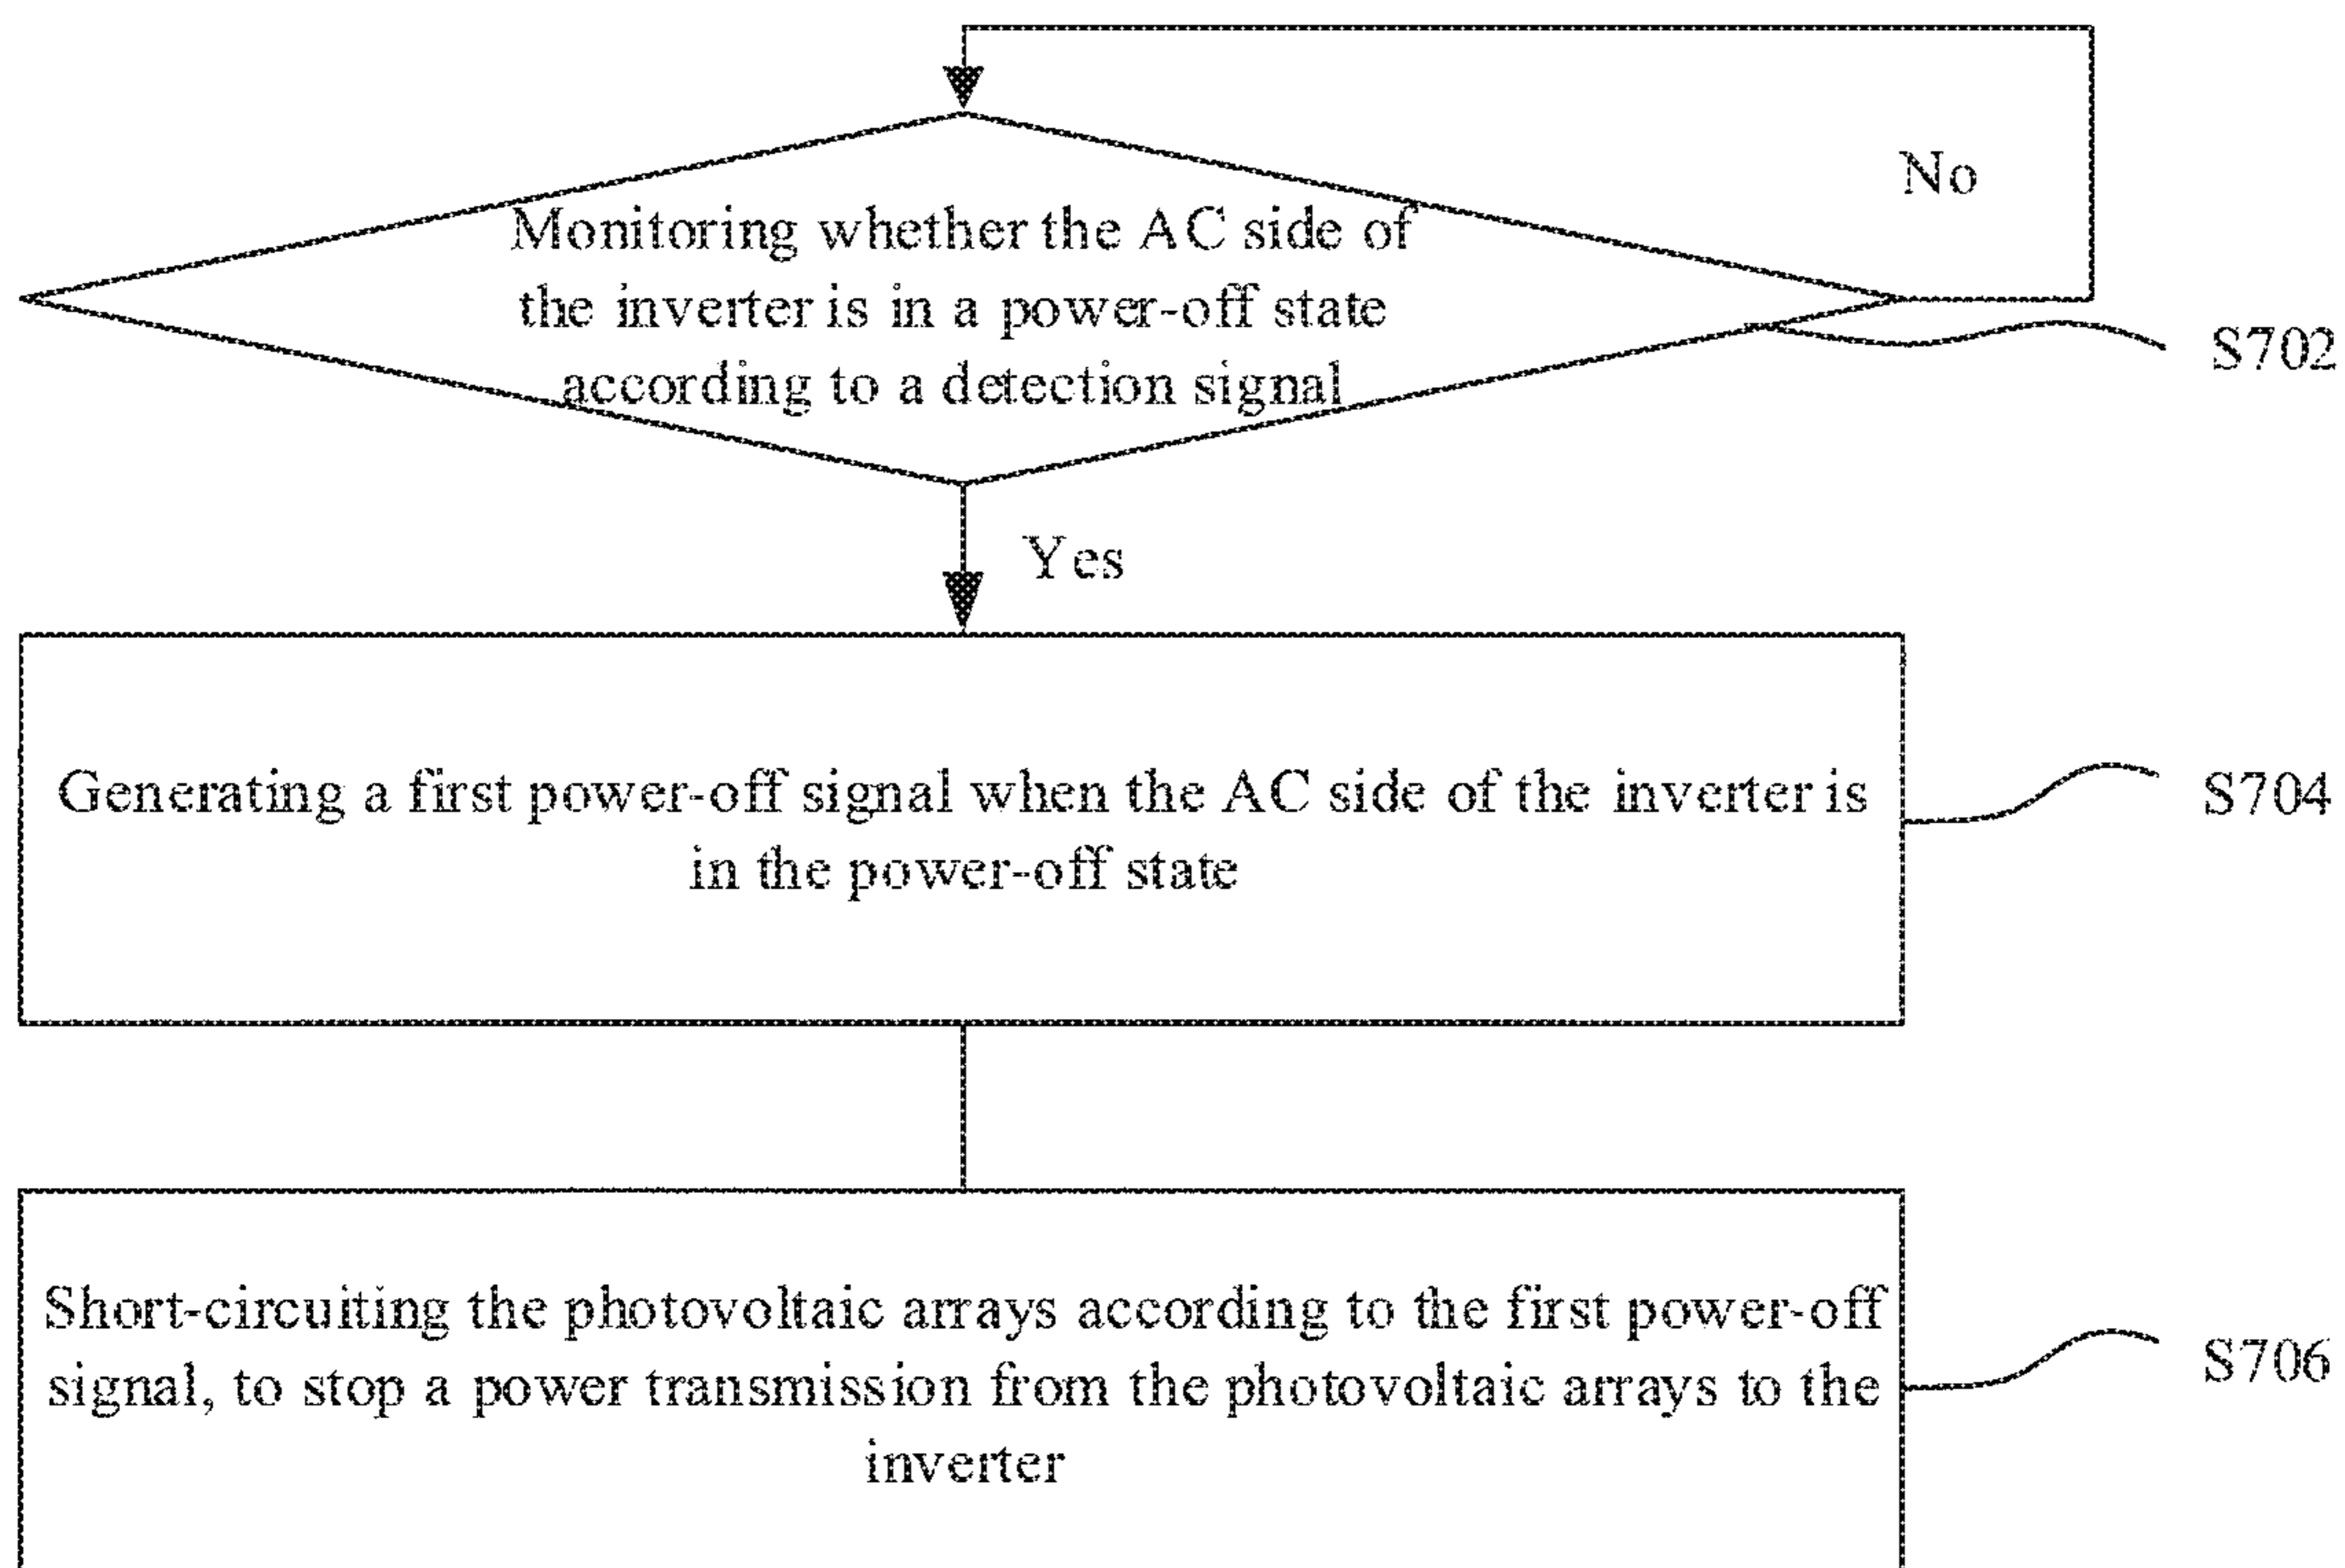 No
Monitoring whether the AC side of
the inverter is in a power-off state
according to a detection signal
S702
Yes
Generating a first power-off signal when the AC side of the inverter is
in the power-off state
S704
Short-circuiting the photovoltaic arrays according to the first power-off
signal, to stop a power transmission from the photovoltaic arrays to the
inverter
S706